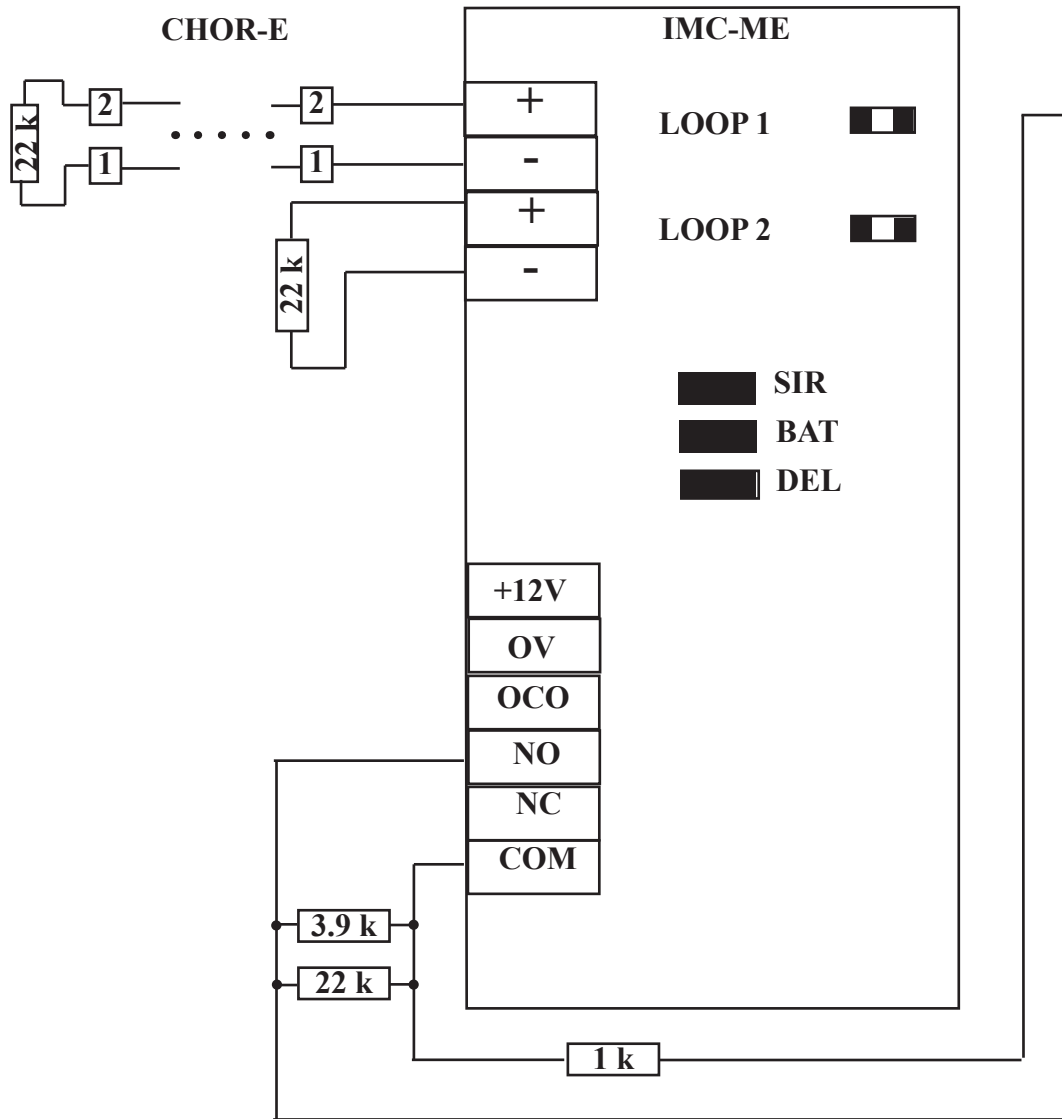 CHOR-E
IMC-ME
22 k
2
2
1
1
+
-
+
-
LOOP 1
LOOP 2
22 k
SIR
BAT
DEL
+12V
OV
OCO
NO
NC
COM
3.9 k
22 k
1 k